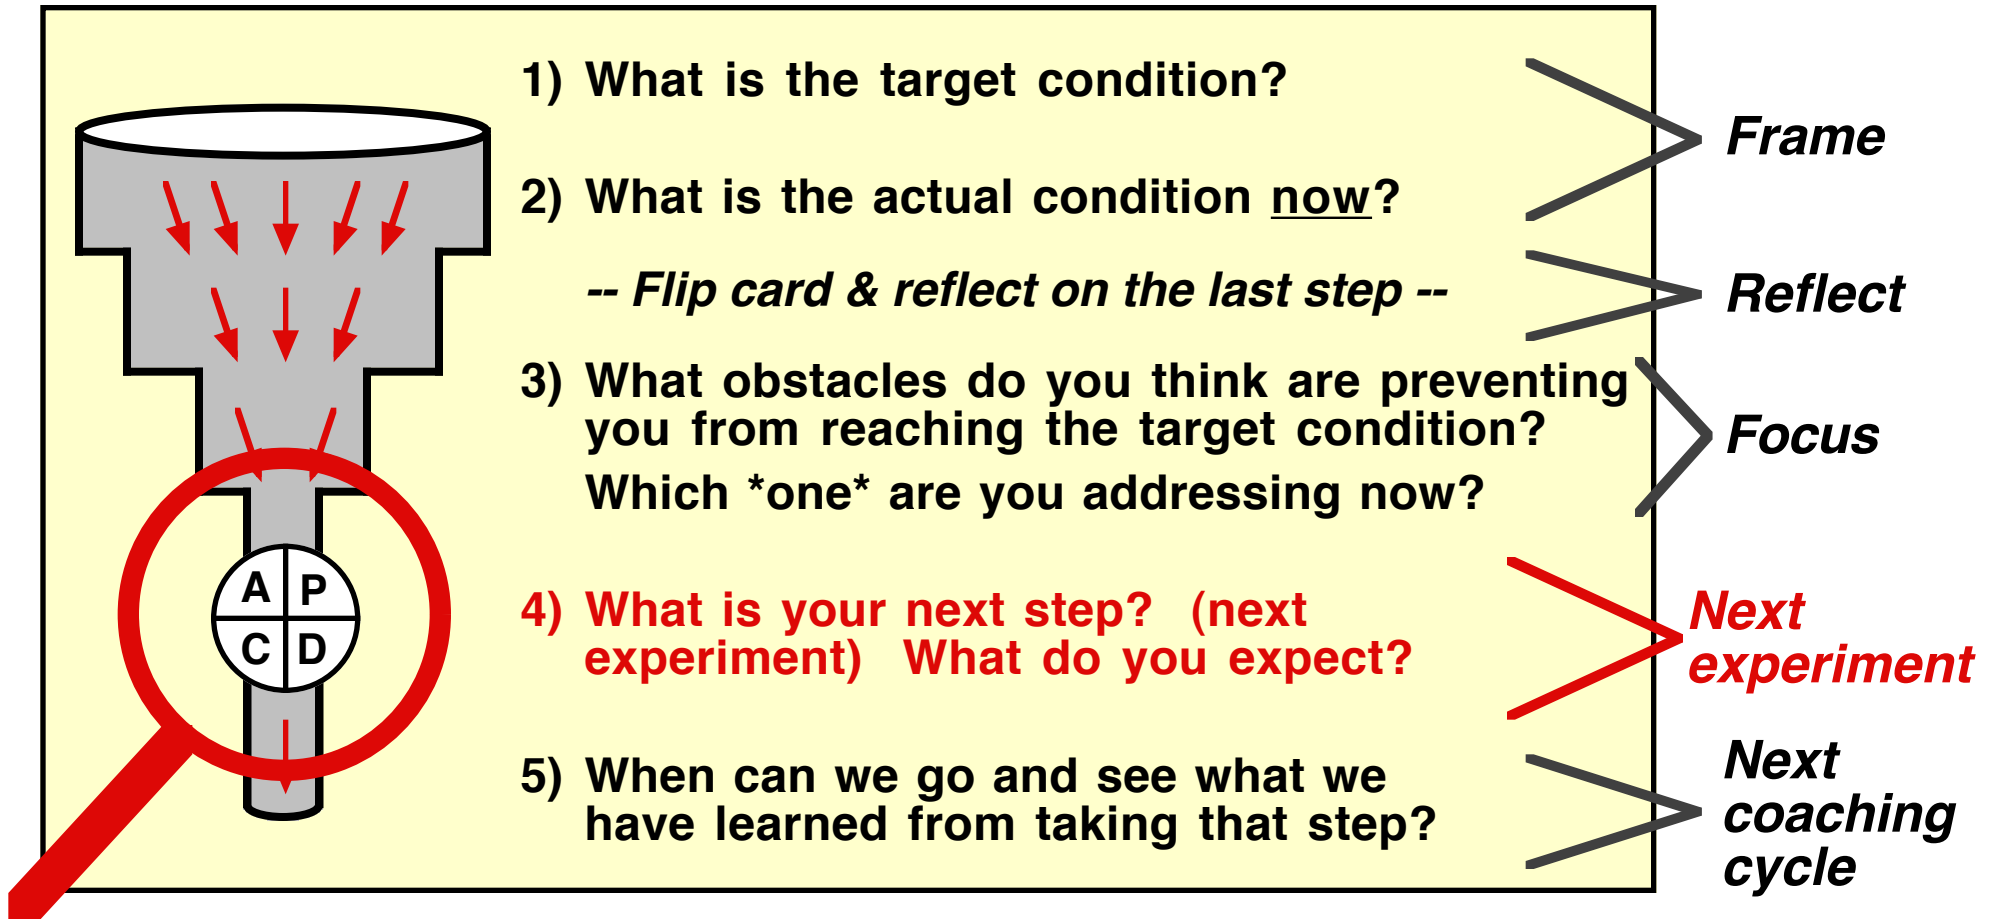 1) What is the target condition?
Frame
2) What is the actual condition now?
-- Flip card & reflect on the last step --
Reflect
3) What obstacles do you think are preventing
you from reaching the target condition?
Which *one* are you addressing now?
Focus
A P
C D
4) What is your next step? (next
experiment) What do you expect?
Next
experiment
5) When can we go and see what we
have learned from taking that step?
Next
coaching
cycle